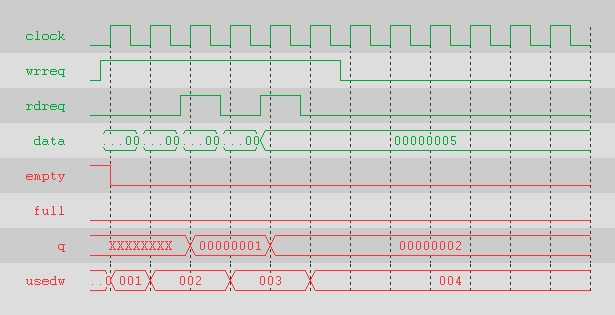 clock
wrreq
rdreq
data ...00 ...00 ...00 ...00 00000005
empty
full
q XXXXXXXX 00000001 00000002
usedw ...0 001 002 003 004